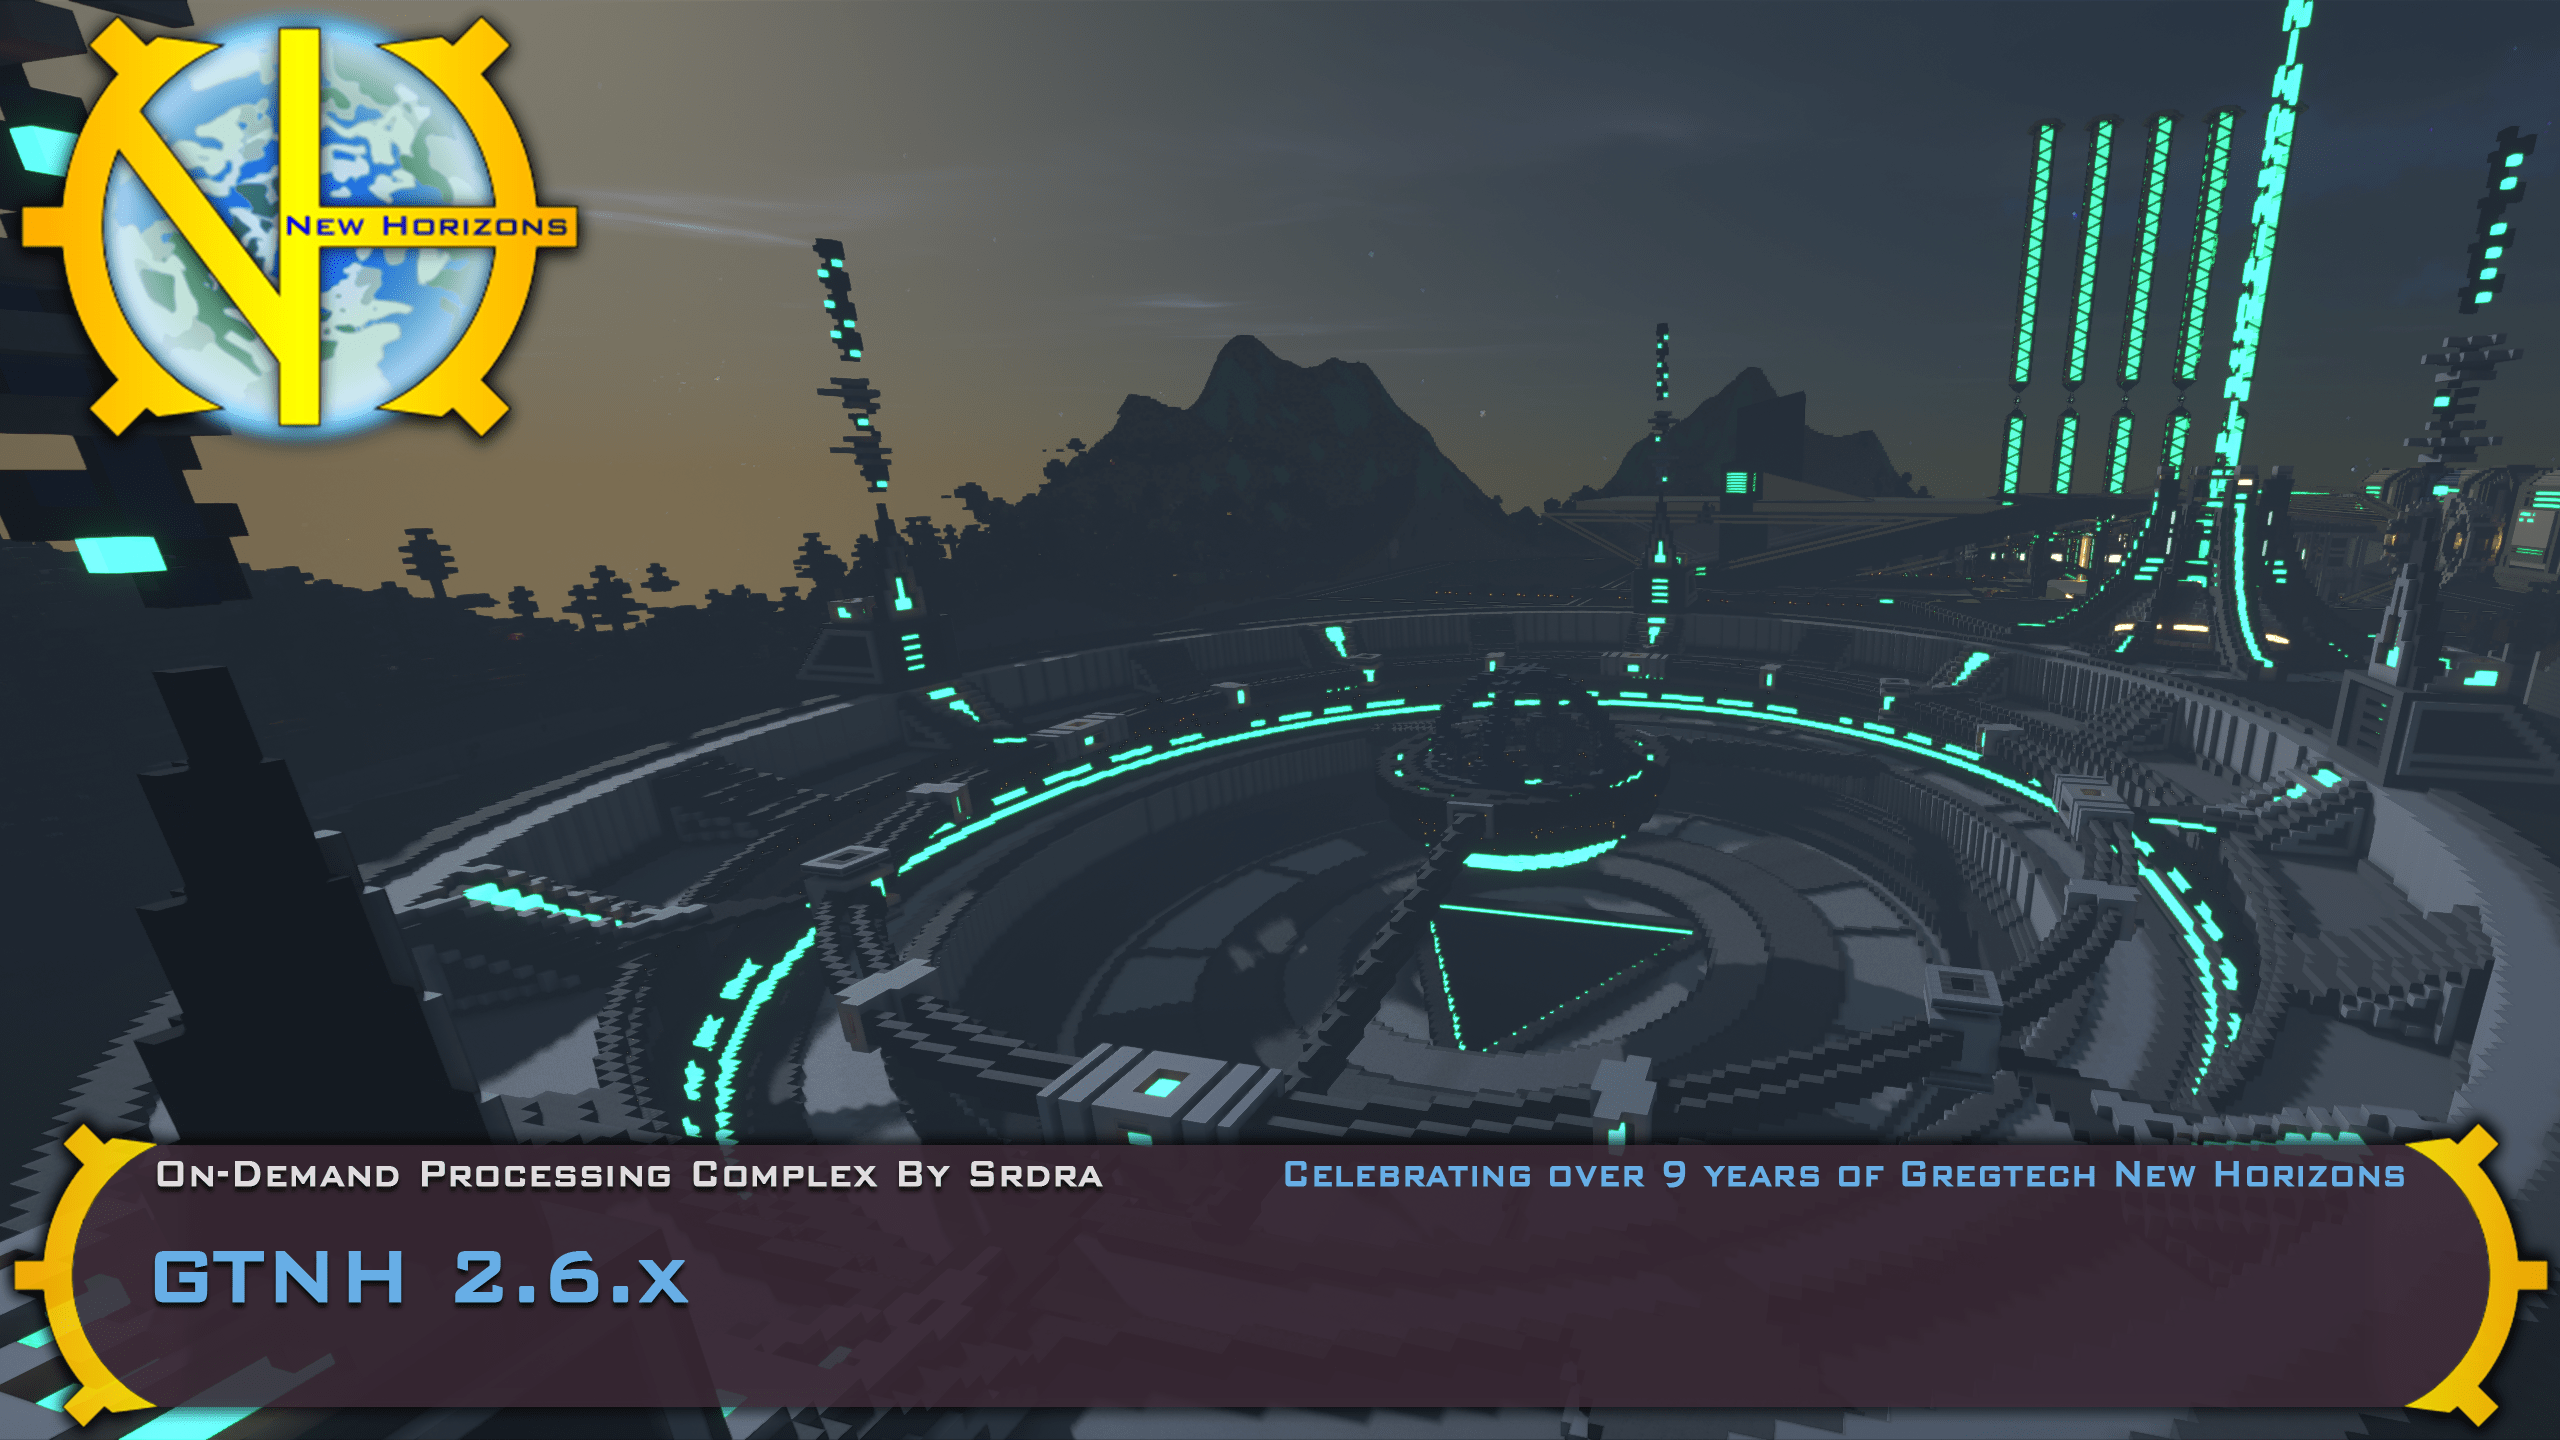 New Horizons
On-Demand Processing Complex By Srdra
Celebrating over 9 years of Gregtech New Horizons
GTNH 2.6.x